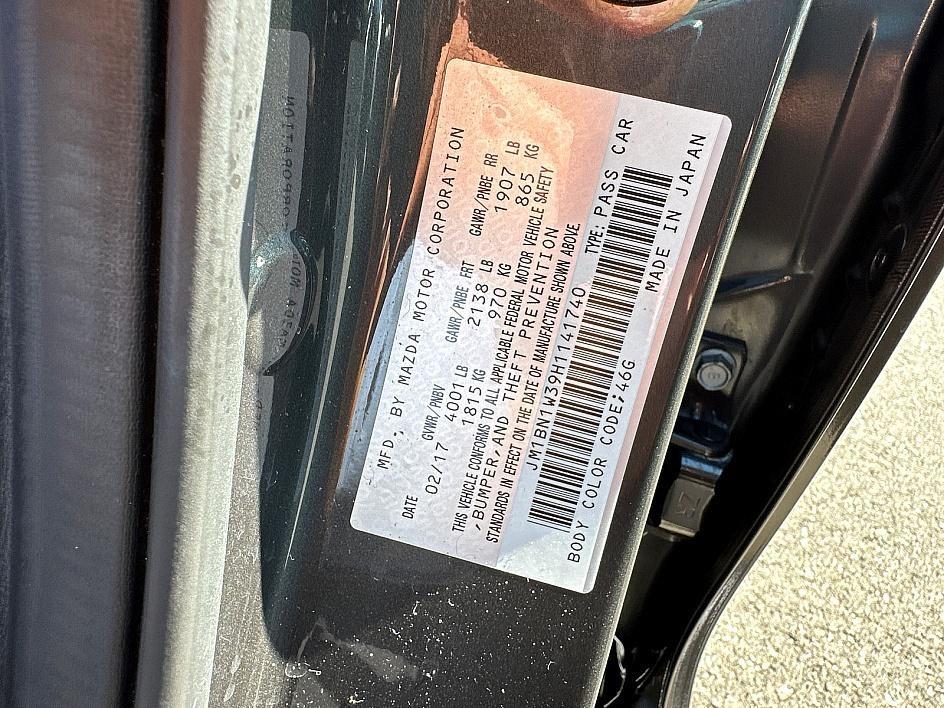 MFD, BY MAZDA MOTOR CORPORATION
DATE GVWR/PNBV GAWR/PNBE FRT GAWR/PNBE RR
02/17 4001 LB 2138 LB 1907 LB
1815 KG 970 KG 865 KG
THIS VEHICLE CONFORMS TO ALL APPLICABLE FEDERAL MOTOR VEHICLE SAFETY
,BUMPER,AND THEFT PREVENTION
STANDARDS IN EFFECT ON THE DATE OF MANUFACTURE SHOWN ABOVE
JM1BN1W39H1141740 TYPE: PASS CAR
BODY COLOR CODE;46G MADE IN JAPAN